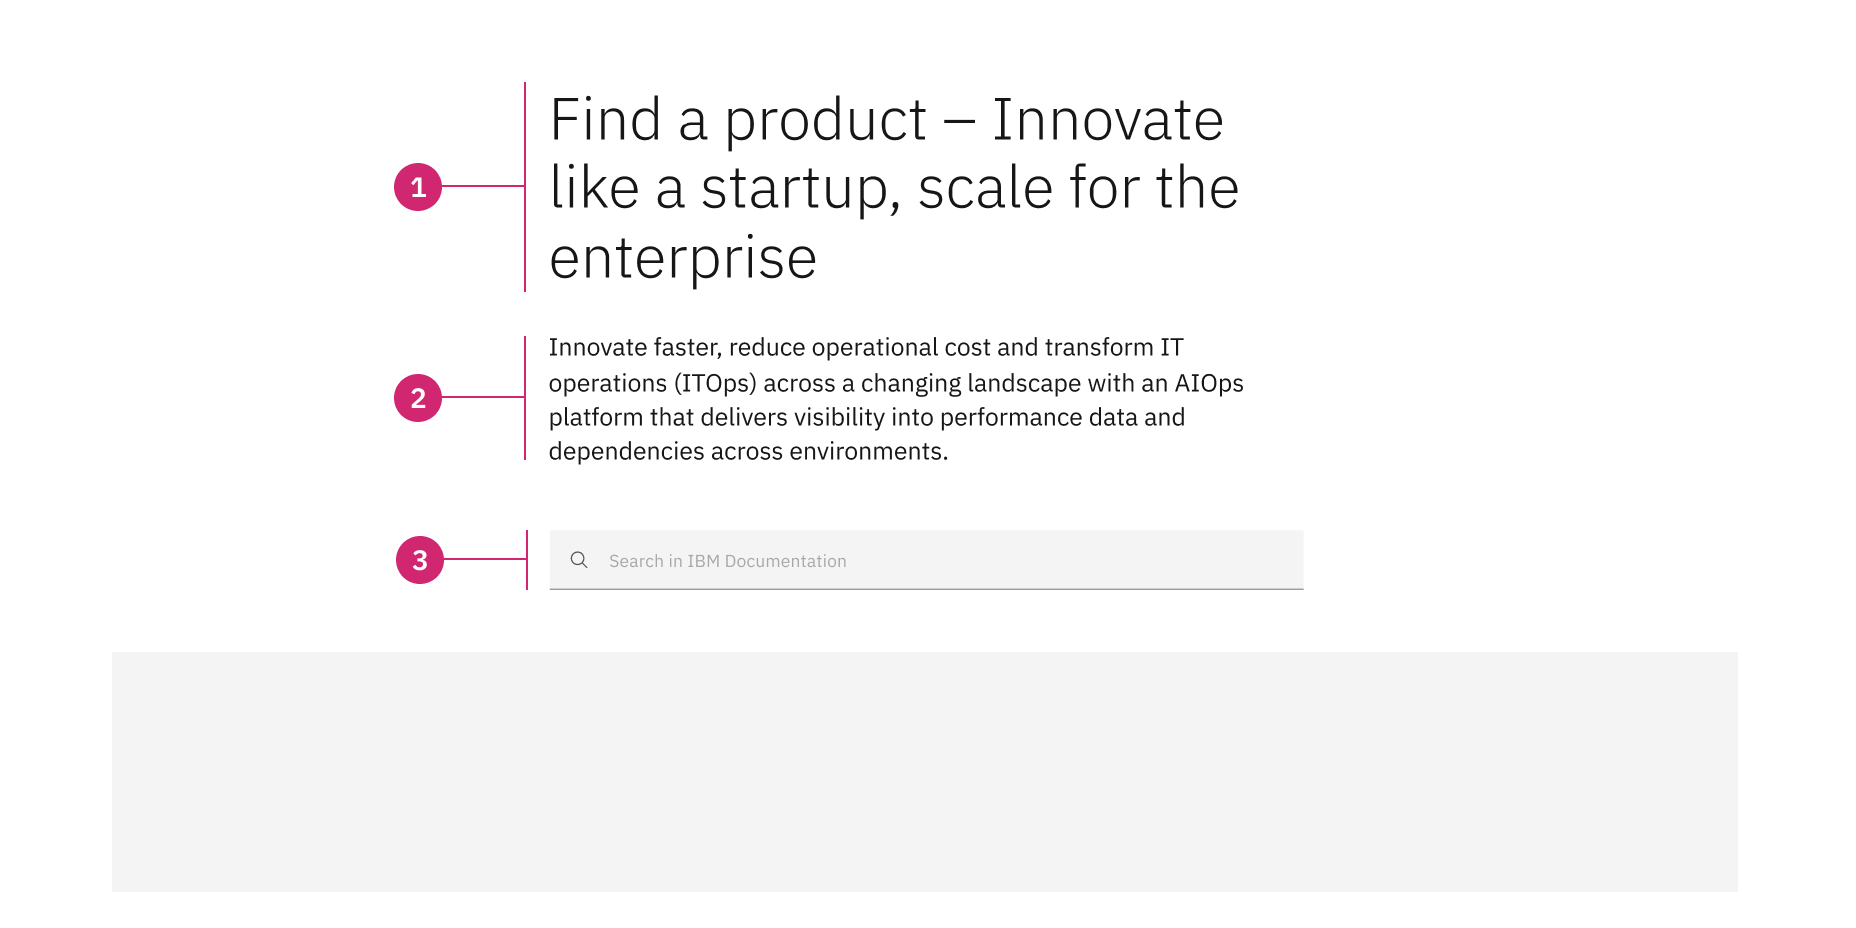 1
Find a product – Innovate
like a startup, scale for the
enterprise
2
Innovate faster, reduce operational cost and transform IT
operations (ITOps) across a changing landscape with an AIOps
platform that delivers visibility into performance data and
dependencies across environments.
3
Search in IBM Documentation